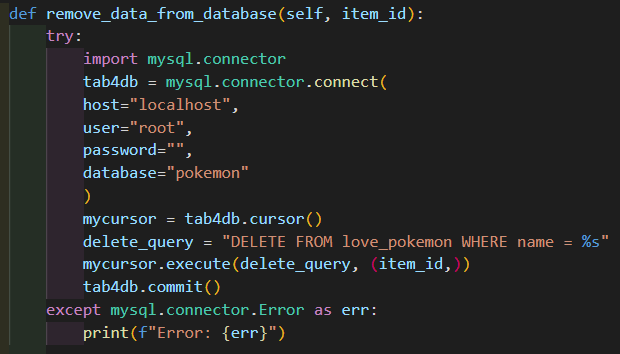 def remove_data_from_database(self, item_id):
    try:
        import mysql.connector
        tab4db = mysql.connector.connect(
        host="localhost",
        user="root",
        password="",
        database="pokemon"
        )
        mycursor = tab4db.cursor()
        delete_query = "DELETE FROM love_pokemon WHERE name = %s"
        mycursor.execute(delete_query, (item_id,))
        tab4db.commit()
    except mysql.connector.Error as err:
        print(f"Error: {err}")